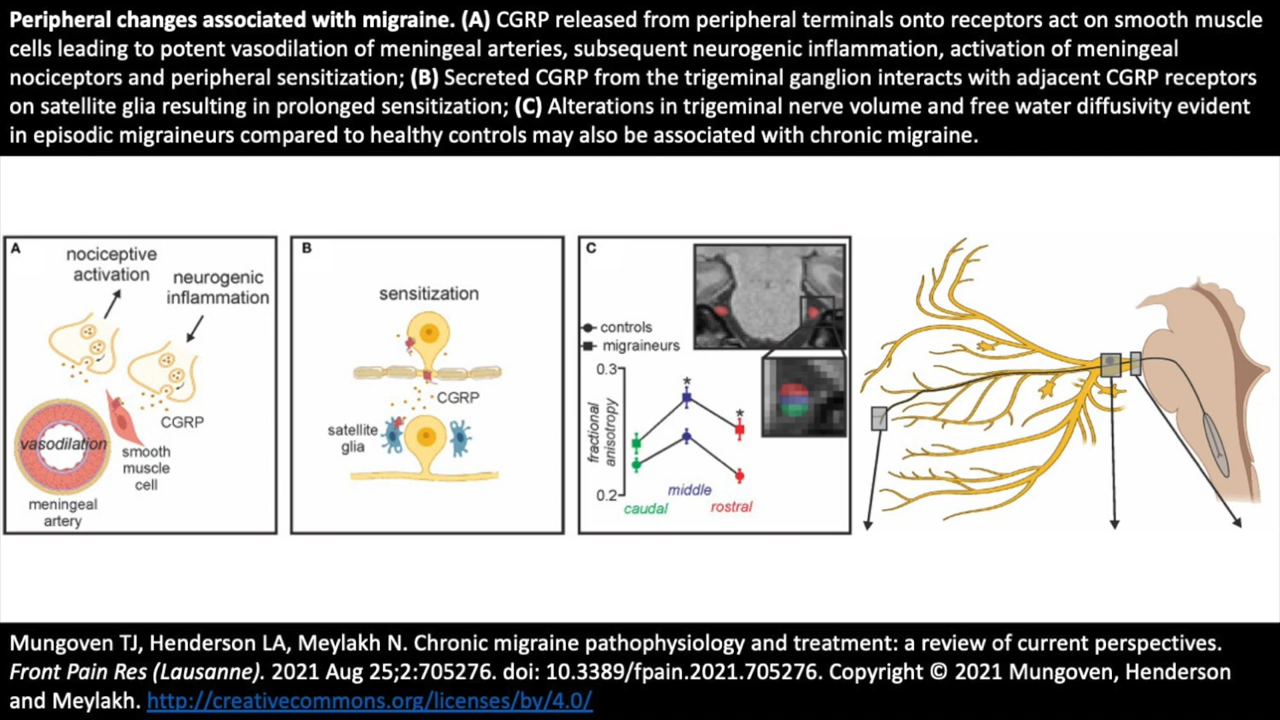 Peripheral changes associated with migraine. (A) CGRP released from peripheral terminals onto receptors act on smooth muscle
cells leading to potent vasodilation of meningeal arteries, subsequent neurogenic inflammation, activation of meningeal
nociceptors and peripheral sensitization; (B) Secreted CGRP from the trigeminal ganglion interacts with adjacent CGRP receptors
on satellite glia resulting in prolonged sensitization; (C) Alterations in trigeminal nerve volume and free water diffusivity evident
in episodic migraineurs compared to healthy controls may also be associated with chronic migraine.
A
nociceptive
activation
neurogenic
inflammation
CGRP
vasodilation
smooth
muscle
cell
meningeal
artery
B
sensitization
CGRP
satellite
glia
C
controls
migraineurs
0.3
fractional
anisotropy
0.2
*
*
caudal
middle
rostral
Mungoven TJ, Henderson LA, Meylakh N. Chronic migraine pathophysiology and treatment: a review of current perspectives.
Front Pain Res (Lausanne). 2021 Aug 25;2:705276. doi: 10.3389/fpain.2021.705276. Copyright © 2021 Mungoven, Henderson
and Meylakh. http://creativecommons.org/licenses/by/4.0/